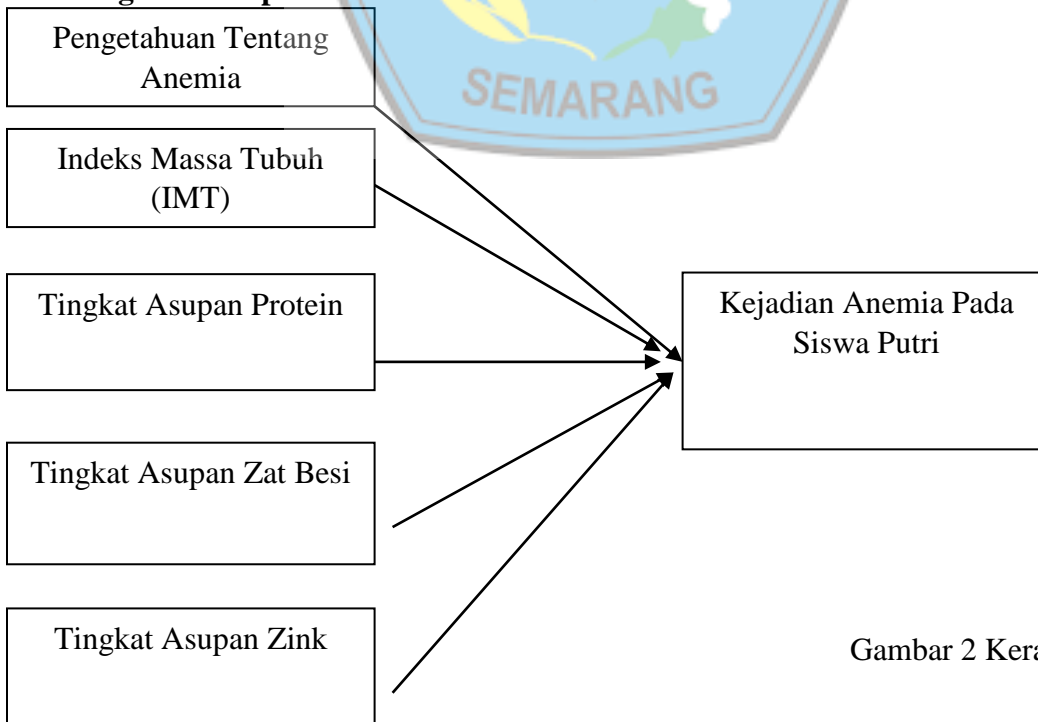 Pengetahuan Tentang
Anemia
SEMARANG
Indeks Massa Tubuh
(IMT)
Tingkat Asupan Protein
Kejadian Anemia Pada
Siswa Putri
Tingkat Asupan Zat Besi
Tingkat Asupan Zink
Gambar 2